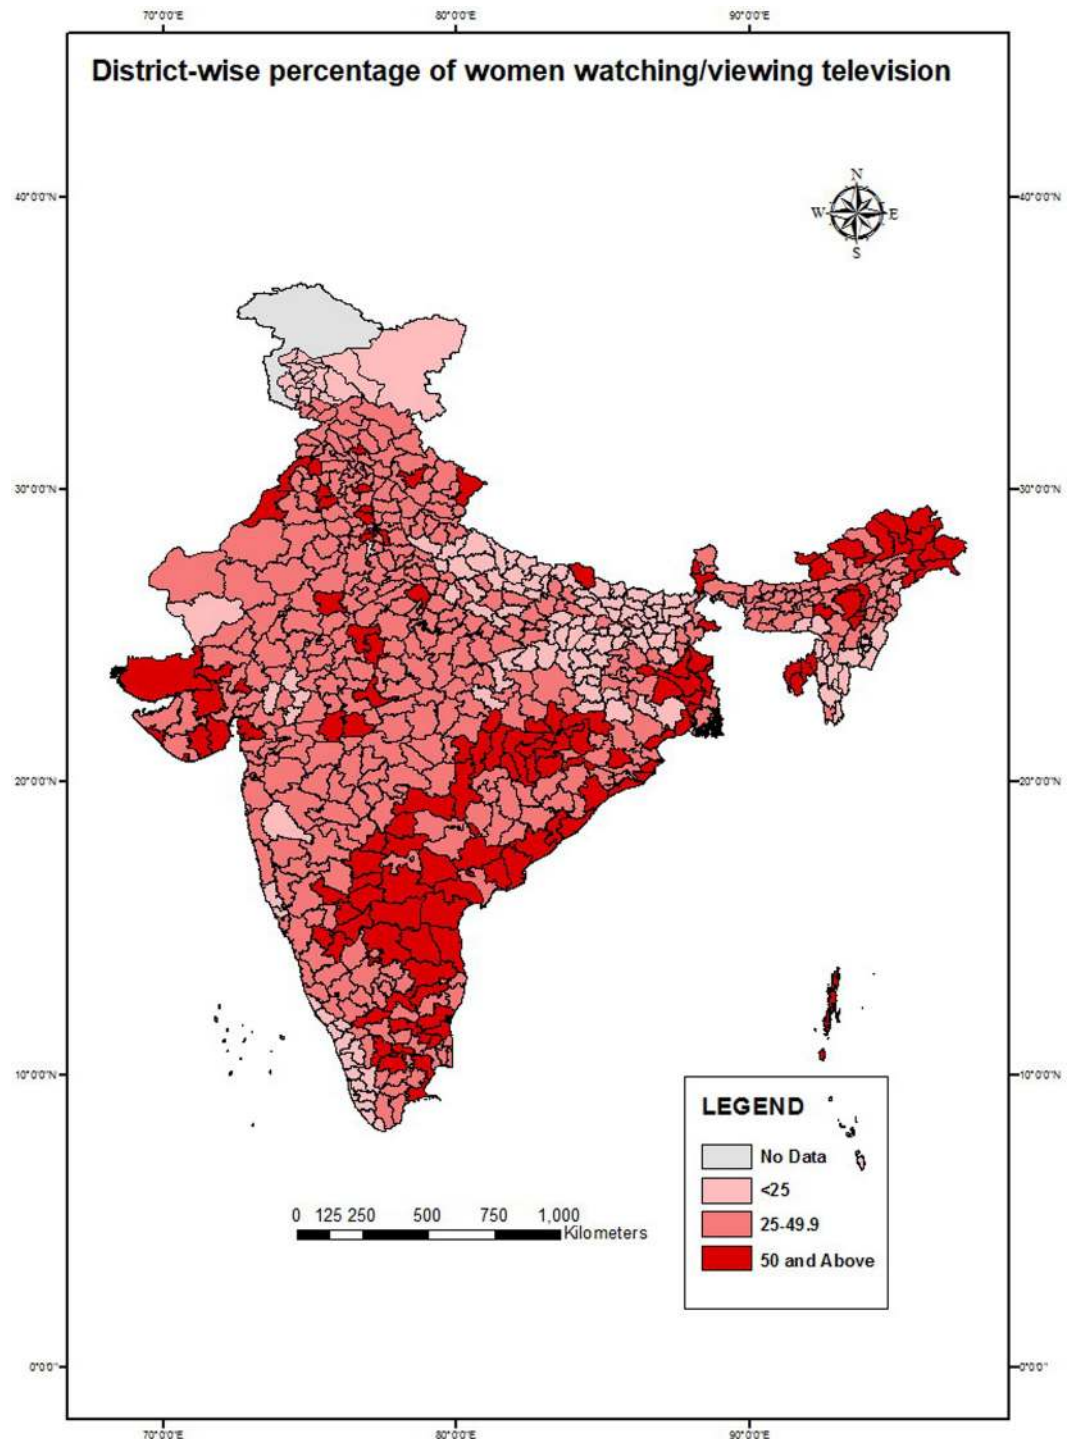 70°0'0"E 80°0'0"E 90°0'0"E
District-wise percentage of women watching/viewing television
N
W E
S
40°0'0"N 40°0'0"N
30°0'0"N 30°0'0"N
20°0'0"N 20°0'0"N
10°0'0"N 10°0'0"N
LEGEND
No Data
<25
25-49.9
50 and Above
0 125 250 500 750 1,000
Kilometers
0°0'0" 0°0'0"
70°0'0"E 80°0'0"E 90°0'0"E